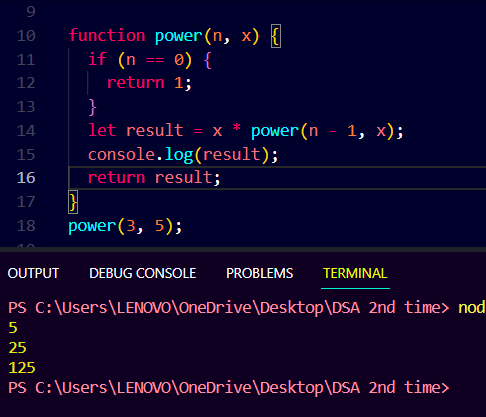 9
10 function power(n, x) {
11 if (n == 0) {
12 return 1;
13 }
14 let result = x * power(n - 1, x);
15 console.log(result);
16 return result;
17 }
18 power(3, 5);
OUTPUT DEBUG CONSOLE PROBLEMS TERMINAL
PS C:\Users\LENOVO\OneDrive\Desktop\DSA 2nd time> nod
5
25
125
PS C:\Users\LENOVO\OneDrive\Desktop\DSA 2nd time>